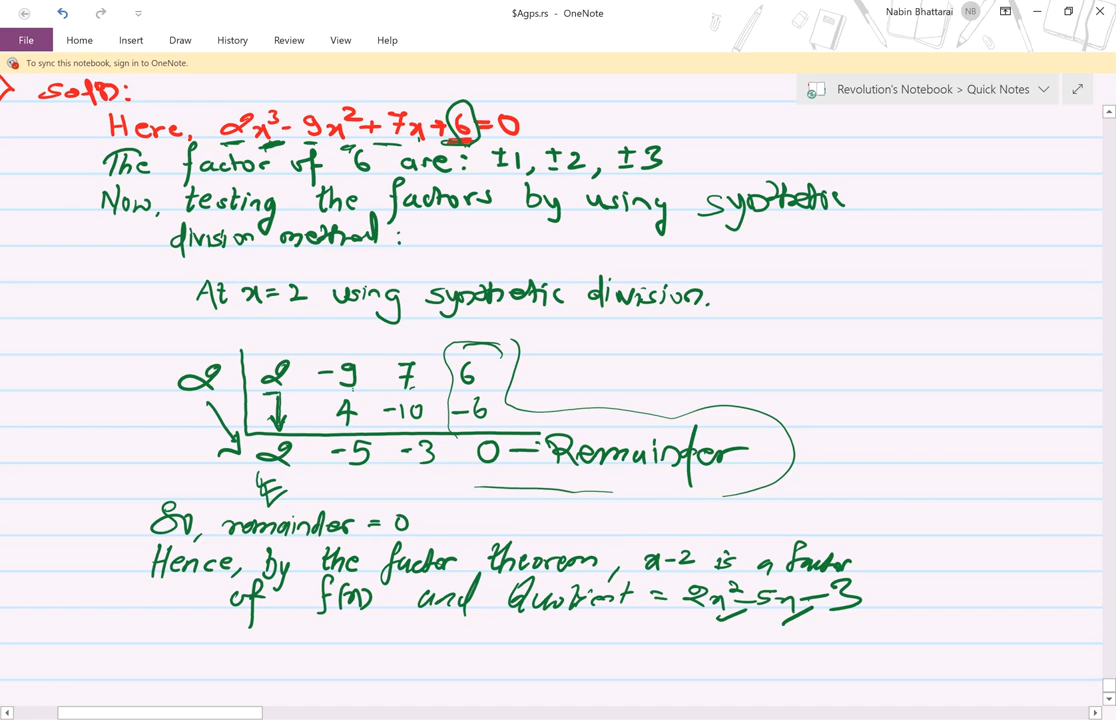 $Agps.rs - OneNote
Nabin Bhattarai NB
File Home Insert Draw History Review View Help
To sync this notebook, sign in to OneNote.
Revolution's Notebook > Quick Notes
Solⁿ:
Here, 2x³ - 9x² + 7x + 6 = 0
The factor of 6 are: ±1, ±2, ±3
Now, testing the factors by using synthetic
division method:
At x = 2 using synthetic division.
2 | 2 -9 7 6
4 -10 -6
2 -5 -3 0 = Remainder
So, remainder = 0
Hence, by the factor theorem, x-2 is a factor
of f(x) and Quotient = 2x²-5x-3